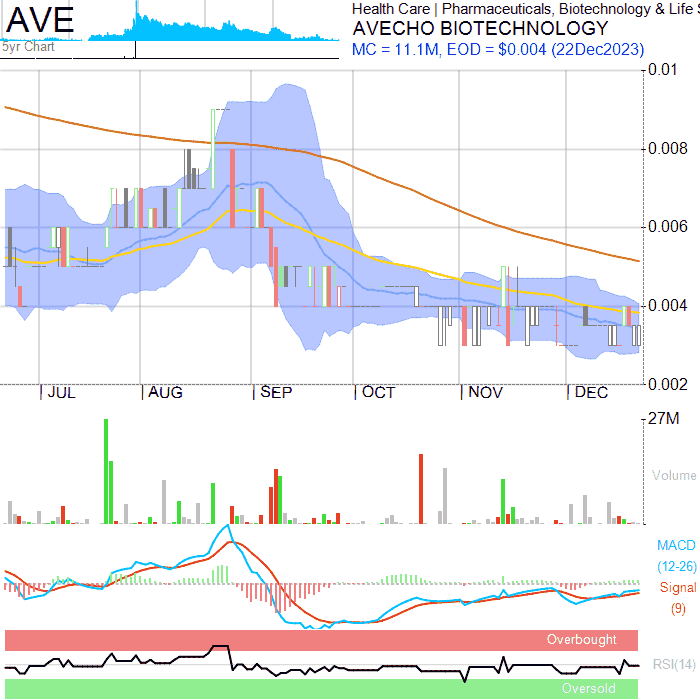 AVE
5yr Chart
Health Care | Pharmaceuticals, Biotechnology & Life S
AVECHO BIOTECHNOLOGY
MC = 11.1M, EOD = $0.004 (22Dec2023)
0.01
0.008
0.006
0.004
0.002
| JUL | AUG | SEP | OCT | NOV | DEC
27M
Volume
MACD
(12-26)
Signal
(9)
Overbought
RSI(14)
Oversold